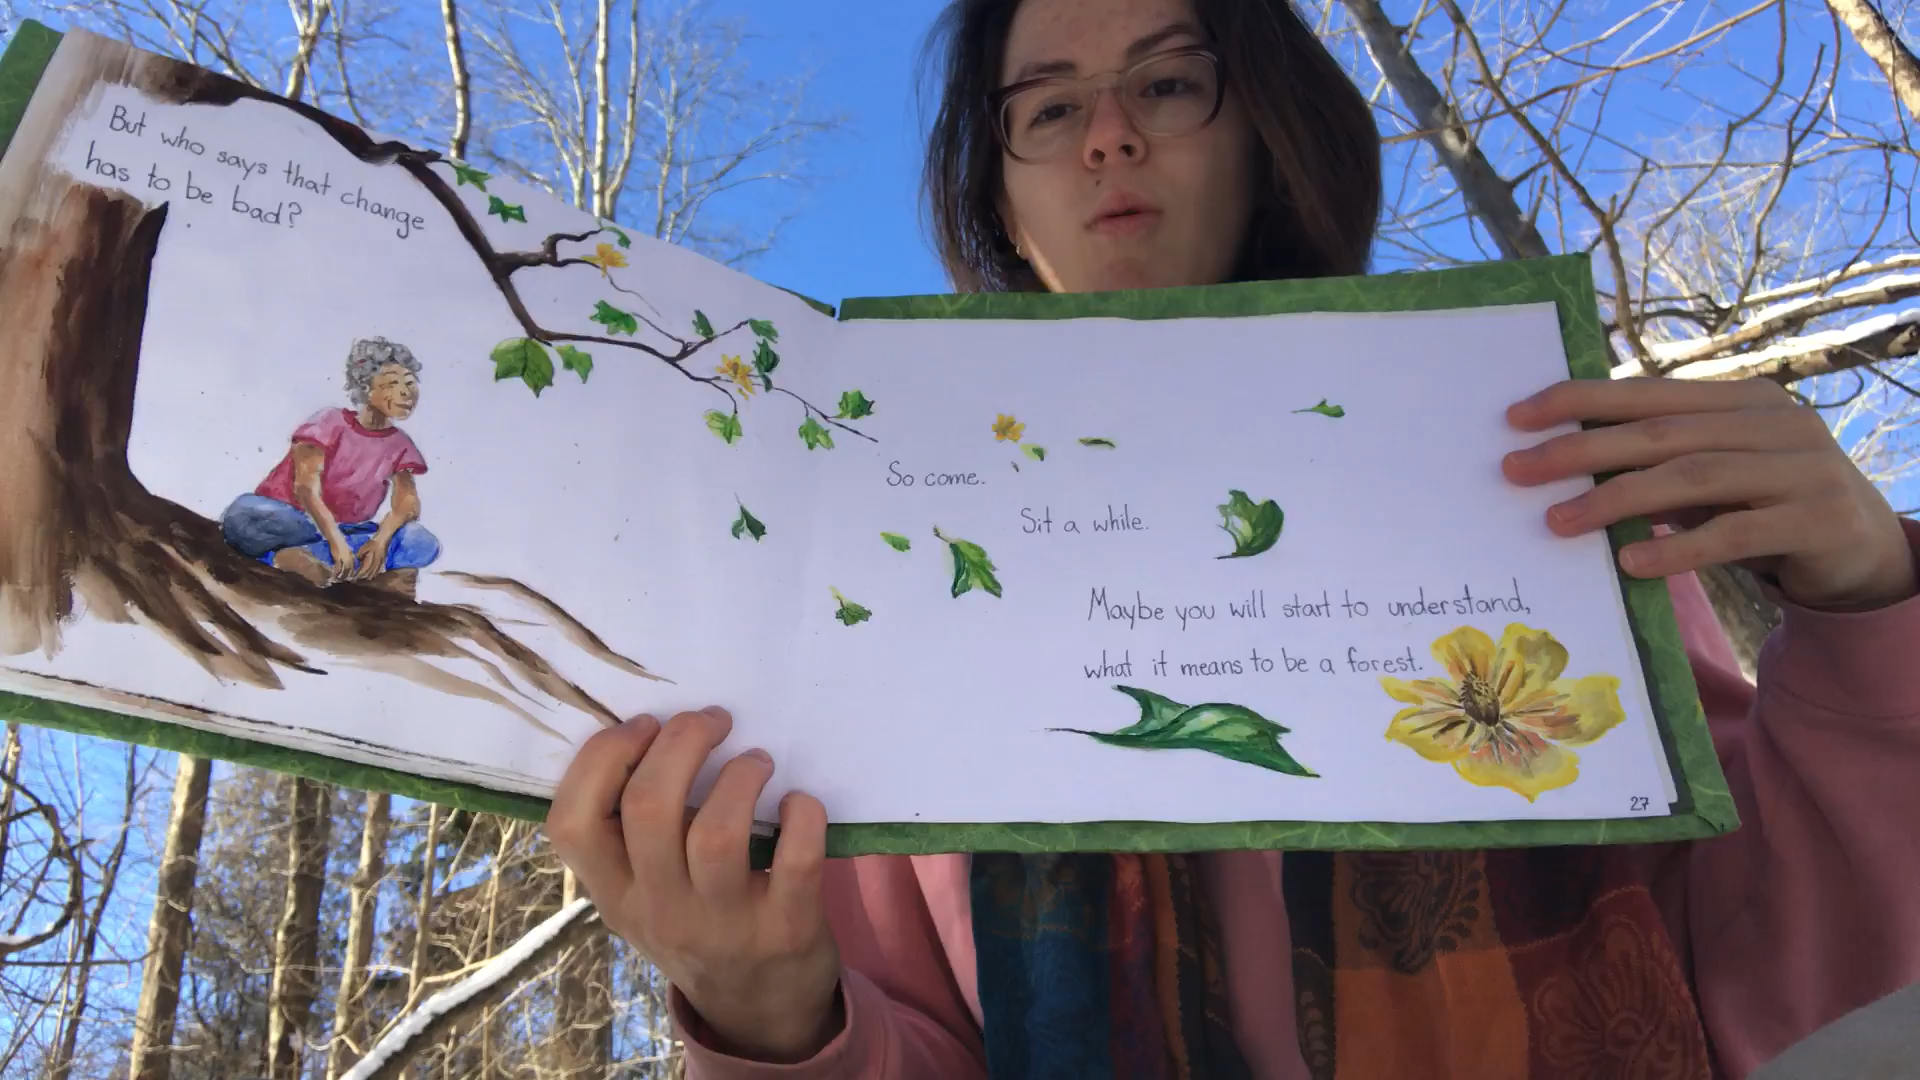 But who says that change
has to be bad?
So come.
Sit a while.
Maybe you will start to understand,
what it means to be a forest.
27